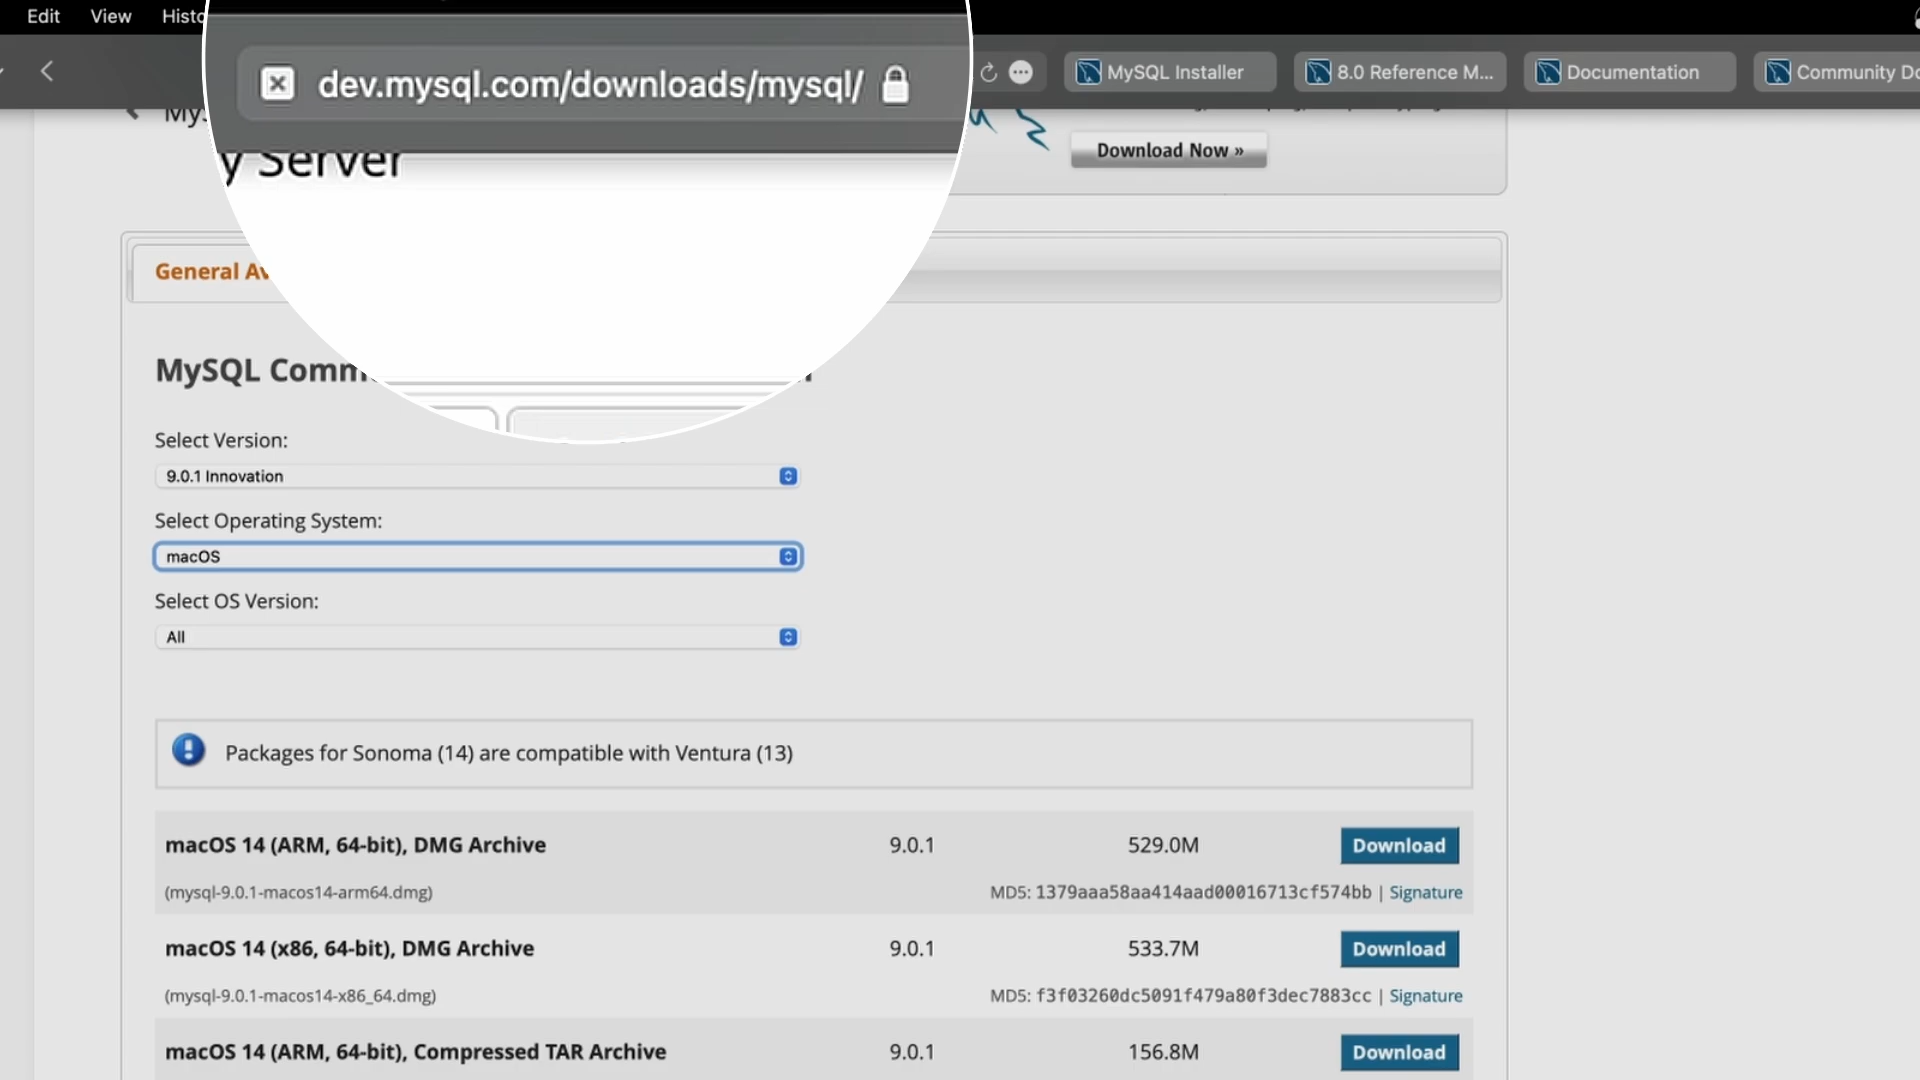 Edit View Histo
dev.mysql.com/downloads/mysql/
MySQL Installer
8.0 Reference M...
Documentation
Community Do
MyS
y Server
Download Now »
General Av
MySQL Comm
Select Version:
9.0.1 Innovation
Select Operating System:
macOS
Select OS Version:
All
Packages for Sonoma (14) are compatible with Ventura (13)
macOS 14 (ARM, 64-bit), DMG Archive 9.0.1 529.0M Download
(mysql-9.0.1-macos14-arm64.dmg) MD5: 1379aaa58aa414aad00016713cf574bb | Signature
macOS 14 (x86, 64-bit), DMG Archive 9.0.1 533.7M Download
(mysql-9.0.1-macos14-x86_64.dmg) MD5: f3f03260dc5091f479a80f3dec7883cc | Signature
macOS 14 (ARM, 64-bit), Compressed TAR Archive 9.0.1 156.8M Download